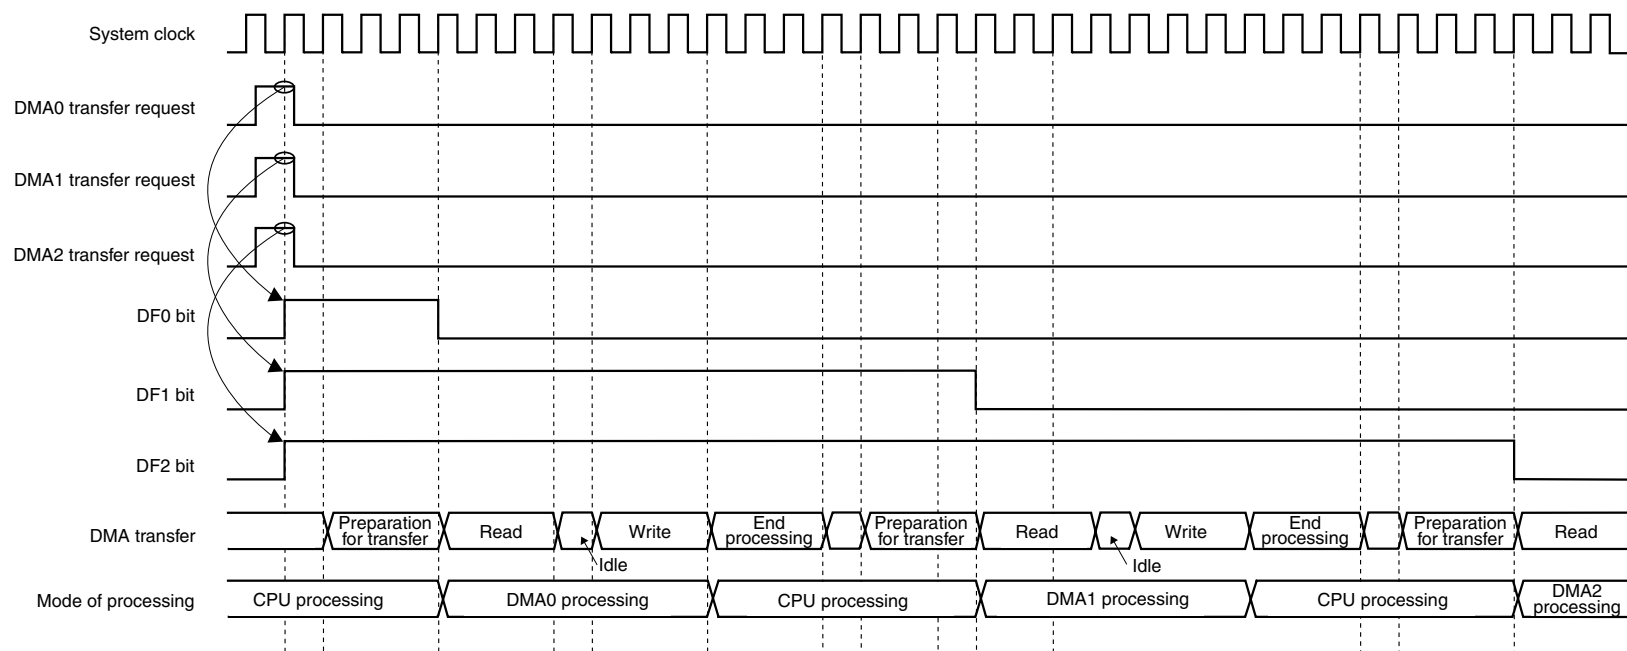 System clock
DMA0 transfer request
DMA1 transfer request
DMA2 transfer request
DF0 bit
DF1 bit
DF2 bit
DMA transfer
Preparation
for transfer
Read
Idle
Write
End
processing
Preparation
for transfer
Read
Idle
Write
End
processing
Preparation
for transfer
Read
Mode of processing
CPU processing
DMA0 processing
CPU processing
DMA1 processing
CPU processing
DMA2
processing